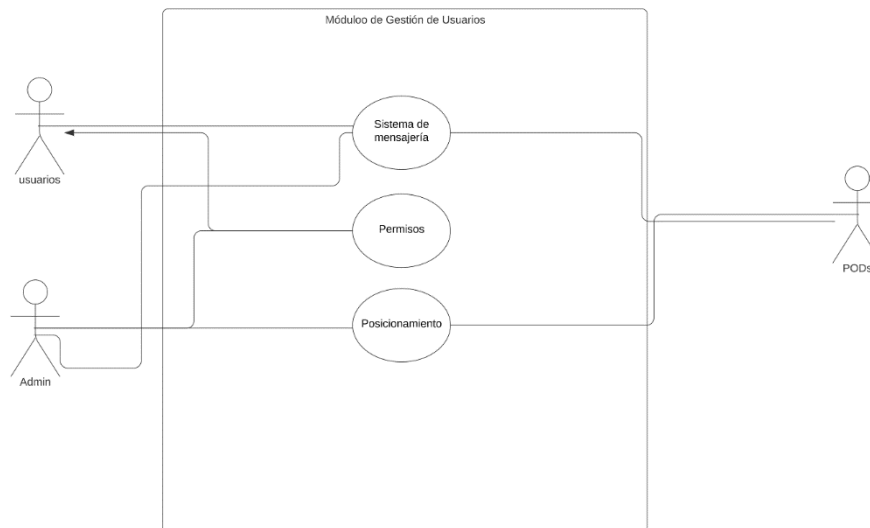 Móduloo de Gestión de Usuarios
Sistema de
mensajería
usuarios
Permisos
PODs
Posicionamiento
Admin